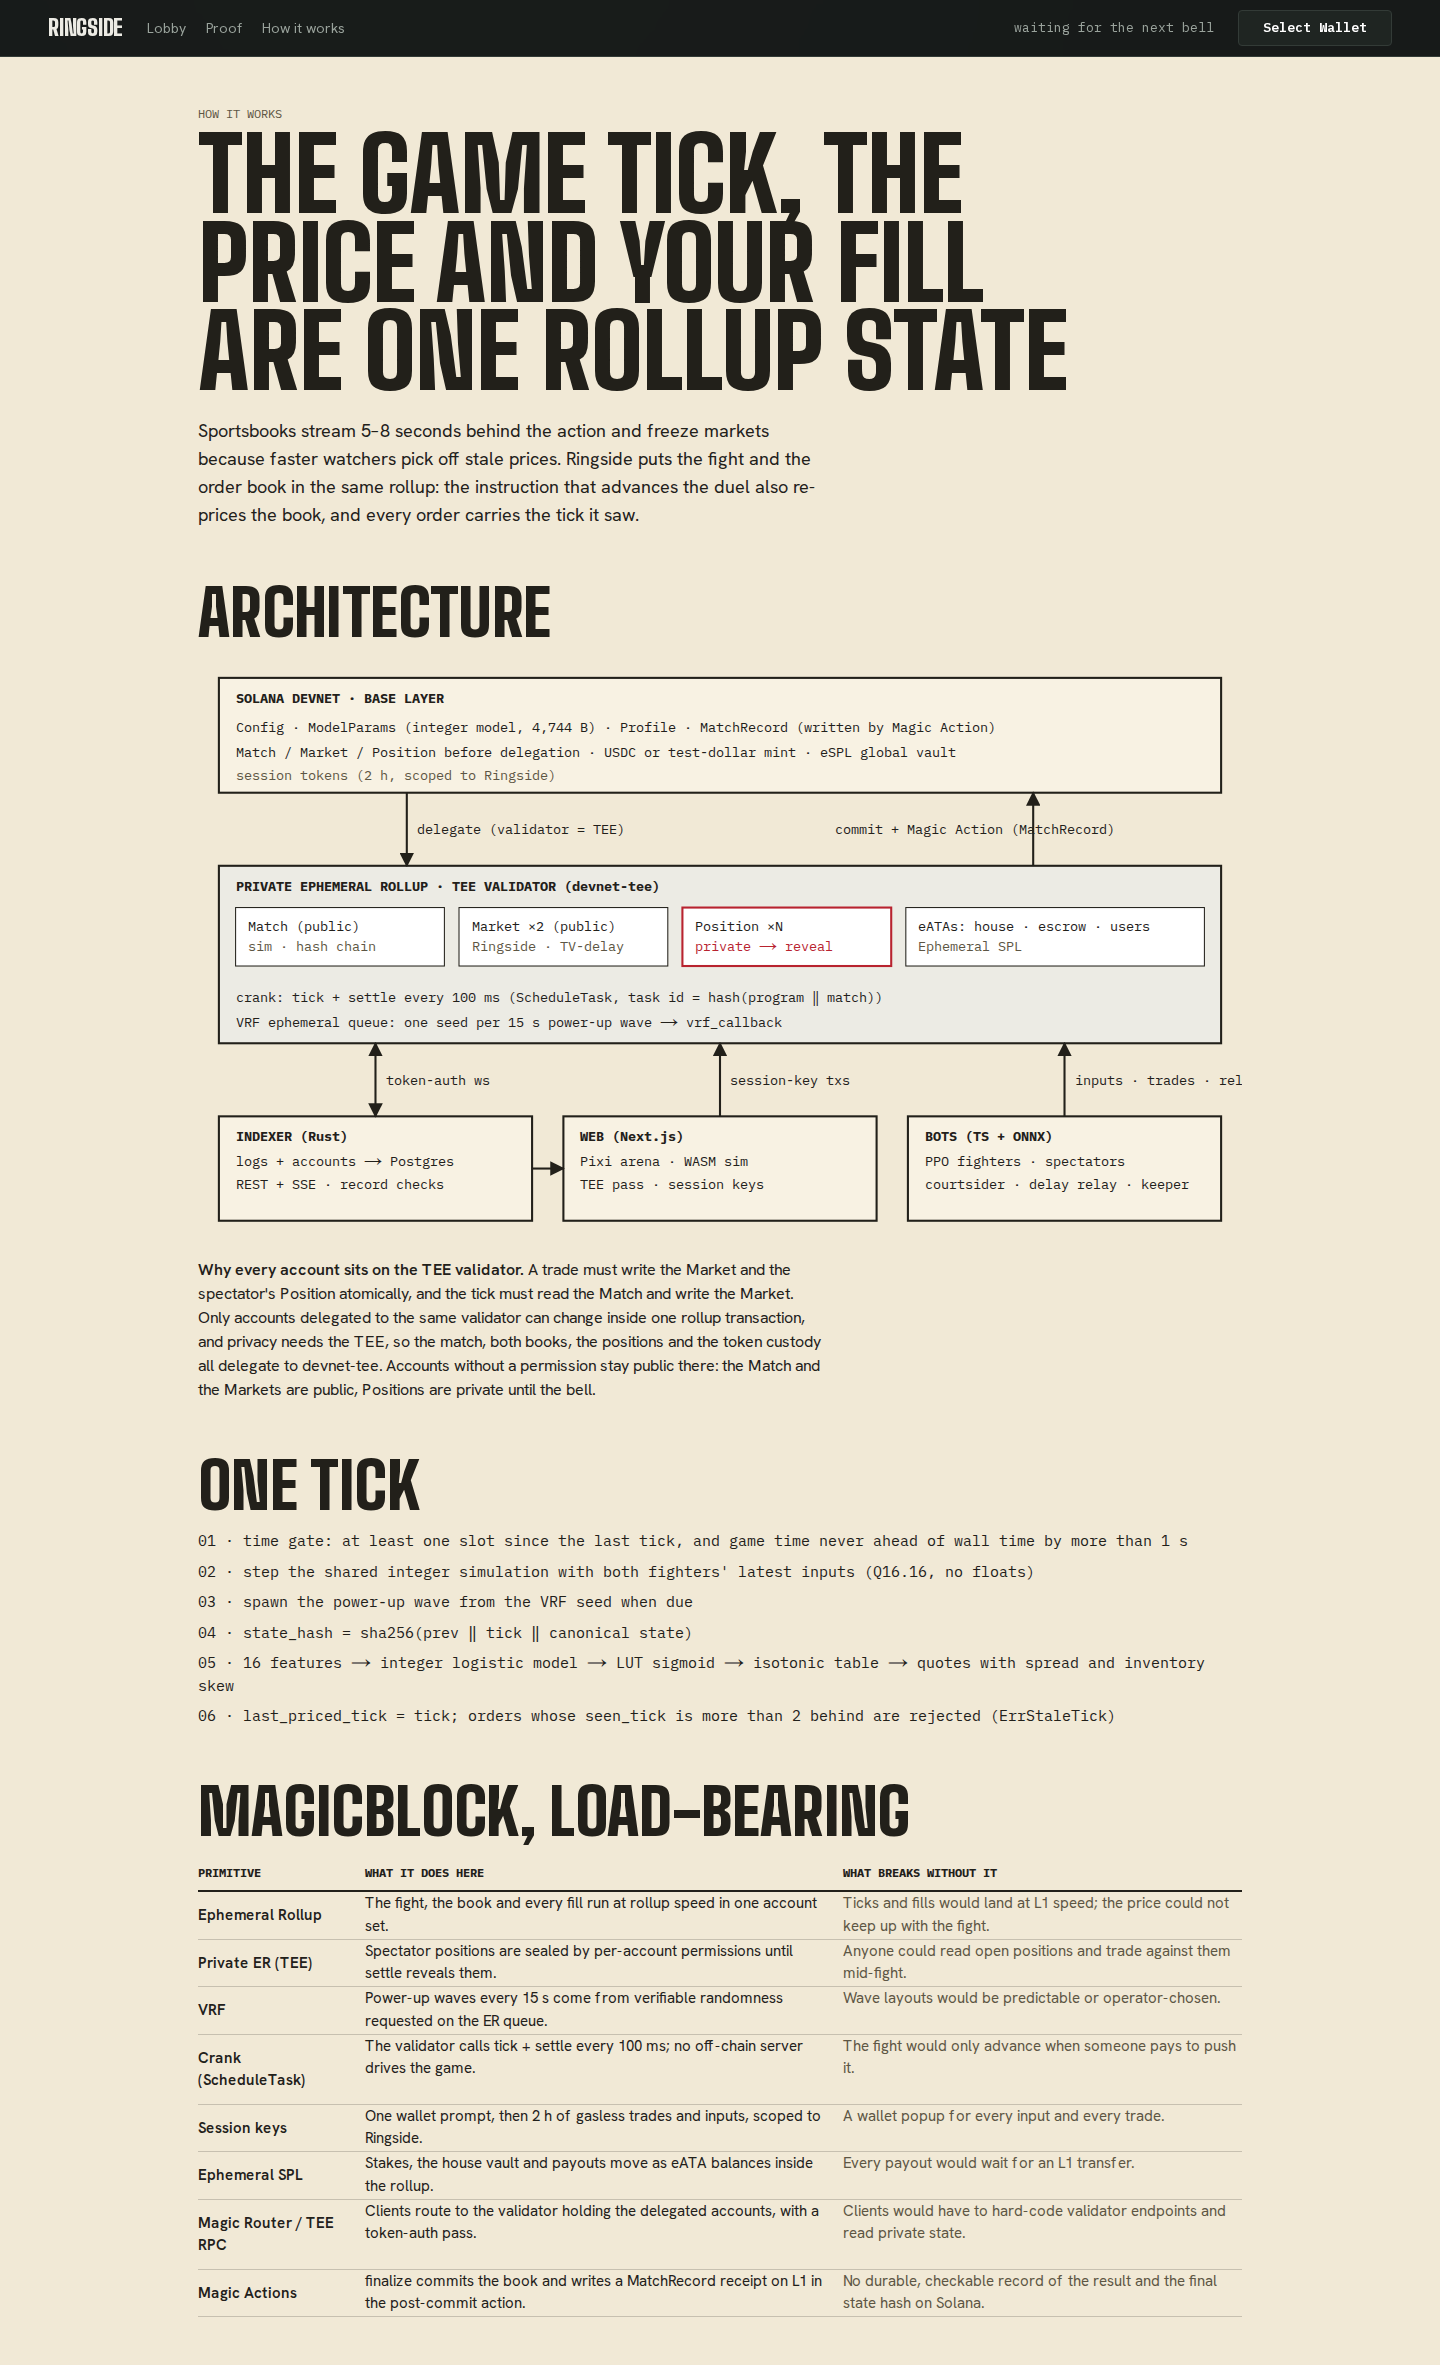 RINGSIDE Lobby Proof How it works waiting for the next bell Select Wallet
HOW IT WORKS
THE GAME TICK, THE
PRICE AND YOUR FILL
ARE ONE ROLLUP STATE
Sportsbooks stream 5–8 seconds behind the action and freeze markets
because faster watchers pick off stale prices. Ringside puts the fight and the
order book in the same rollup: the instruction that advances the duel also re-
prices the book, and every order carries the tick it saw.
ARCHITECTURE
SOLANA DEVNET · BASE LAYER
Config · ModelParams (integer model, 4,744 B) · Profile · MatchRecord (written by Magic Action)
Match / Market / Position before delegation · USDC or test-dollar mint · eSPL global vault
session tokens (2 h, scoped to Ringside)
delegate (validator = TEE)
commit + Magic Action (MatchRecord)
PRIVATE EPHEMERAL ROLLUP · TEE VALIDATOR (devnet-tee)
Match (public)
sim · hash chain
Market ×2 (public)
Ringside · TV-delay
Position ×N
private → reveal
eATAs: house · escrow · users
Ephemeral SPL
crank: tick + settle every 100 ms (ScheduleTask, task id = hash(program ‖ match))
VRF ephemeral queue: one seed per 15 s power-up wave → vrf_callback
token-auth ws
session-key txs
inputs · trades · rel
INDEXER (Rust)
logs + accounts → Postgres
REST + SSE · record checks
WEB (Next.js)
Pixi arena · WASM sim
TEE pass · session keys
BOTS (TS + ONNX)
PPO fighters · spectators
courtsider · delay relay · keeper
Why every account sits on the TEE validator. A trade must write the Market and the
spectator's Position atomically, and the tick must read the Match and write the Market.
Only accounts delegated to the same validator can change inside one rollup transaction,
and privacy needs the TEE, so the match, both books, the positions and the token custody
all delegate to devnet-tee. Accounts without a permission stay public there: the Match and
the Markets are public, Positions are private until the bell.
ONE TICK
01 · time gate: at least one slot since the last tick, and game time never ahead of wall time by more than 1 s
02 · step the shared integer simulation with both fighters' latest inputs (Q16.16, no floats)
03 · spawn the power-up wave from the VRF seed when due
04 · state_hash = sha256(prev ‖ tick ‖ canonical state)
05 · 16 features → integer logistic model → LUT sigmoid → isotonic table → quotes with spread and inventory
skew
06 · last_priced_tick = tick; orders whose seen_tick is more than 2 behind are rejected (ErrStaleTick)
MAGICBLOCK, LOAD-BEARING
PRIMITIVE WHAT IT DOES HERE WHAT BREAKS WITHOUT IT
Ephemeral Rollup
The fight, the book and every fill run at rollup speed in one account
set.
Ticks and fills would land at L1 speed; the price could not
keep up with the fight.
Private ER (TEE)
Spectator positions are sealed by per-account permissions until
settle reveals them.
Anyone could read open positions and trade against them
mid-fight.
VRF
Power-up waves every 15 s come from verifiable randomness
requested on the ER queue.
Wave layouts would be predictable or operator-chosen.
Crank
(ScheduleTask)
The validator calls tick + settle every 100 ms; no off-chain server
drives the game.
The fight would only advance when someone pays to push
it.
Session keys
One wallet prompt, then 2 h of gasless trades and inputs, scoped to
Ringside.
A wallet popup for every input and every trade.
Ephemeral SPL
Stakes, the house vault and payouts move as eATA balances inside
the rollup.
Every payout would wait for an L1 transfer.
Magic Router / TEE
RPC
Clients route to the validator holding the delegated accounts, with a
token-auth pass.
Clients would have to hard-code validator endpoints and
read private state.
Magic Actions
finalize commits the book and writes a MatchRecord receipt on L1 in
the post-commit action.
No durable, checkable record of the result and the final
state hash on Solana.